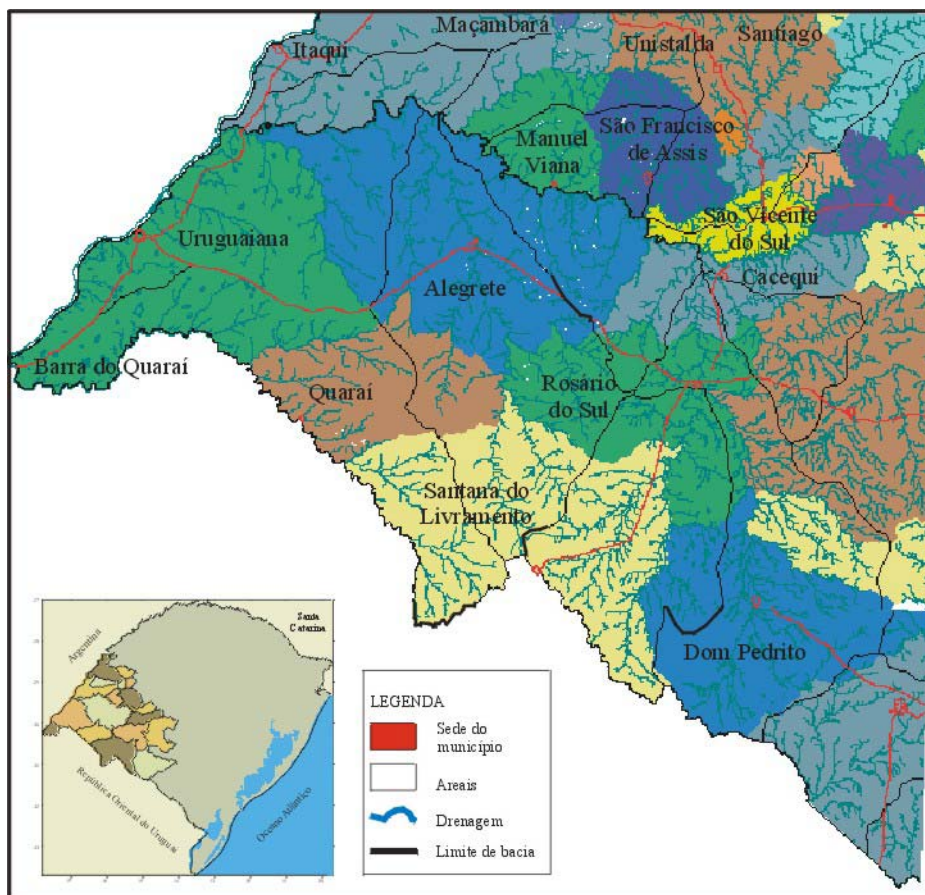 Maçambará
Itaqui
Unistalda
Santiago
Manuel
Viana
São Francisco
de Assis
São Vicente
do Sul
Uruguaiana
Cacequi
Alegrete
Barra do Quaraí
Quaraí
Rosário
do Sul
Santana do
Livramento
Dom Pedrito
Santa
Catarina
Argentina
República Oriental do Uruguai
Oceano Atlântico
LEGENDA
Sede do
município
Areais
Drenagem
Limite de bacia